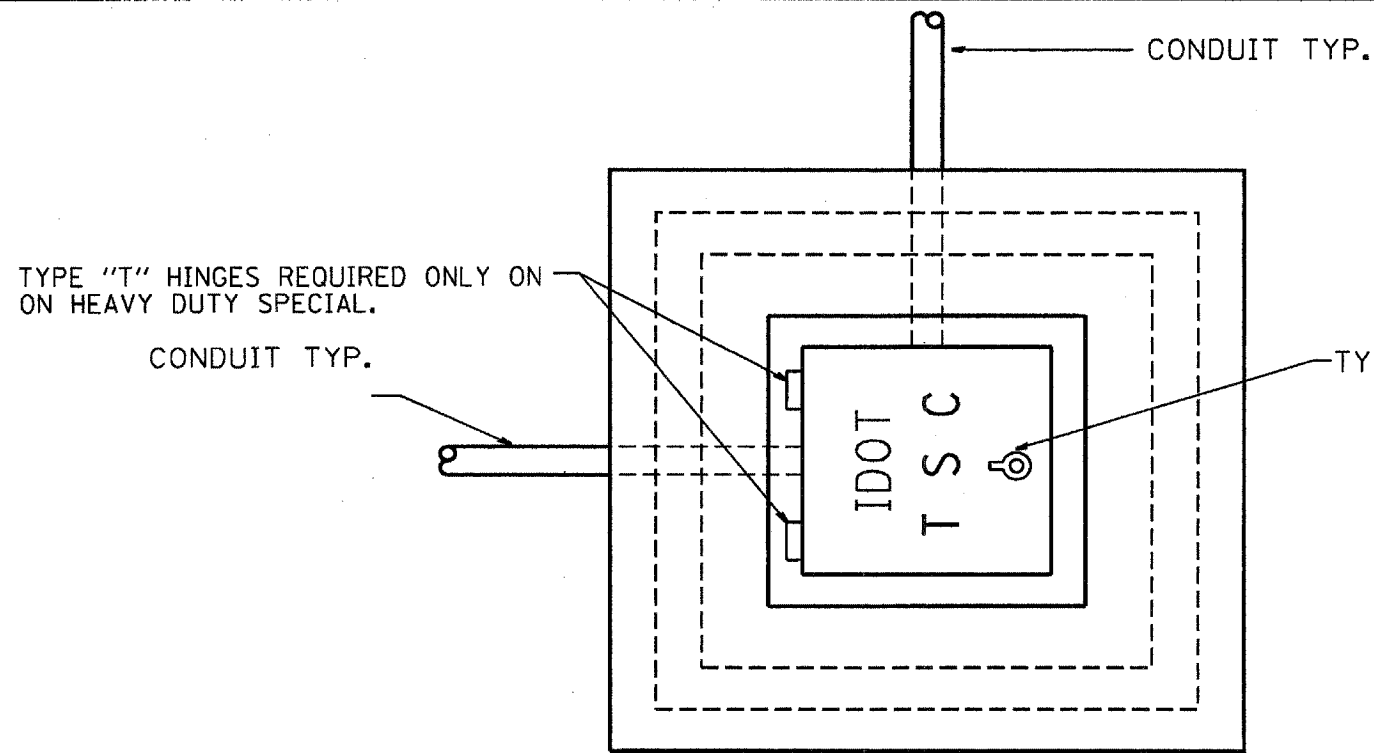 CONDUIT TYP.
TYPE "T" HINGES REQUIRED ONLY ON
ON HEAVY DUTY SPECIAL.
CONDUIT TYP.
TY
IDOT
T S C